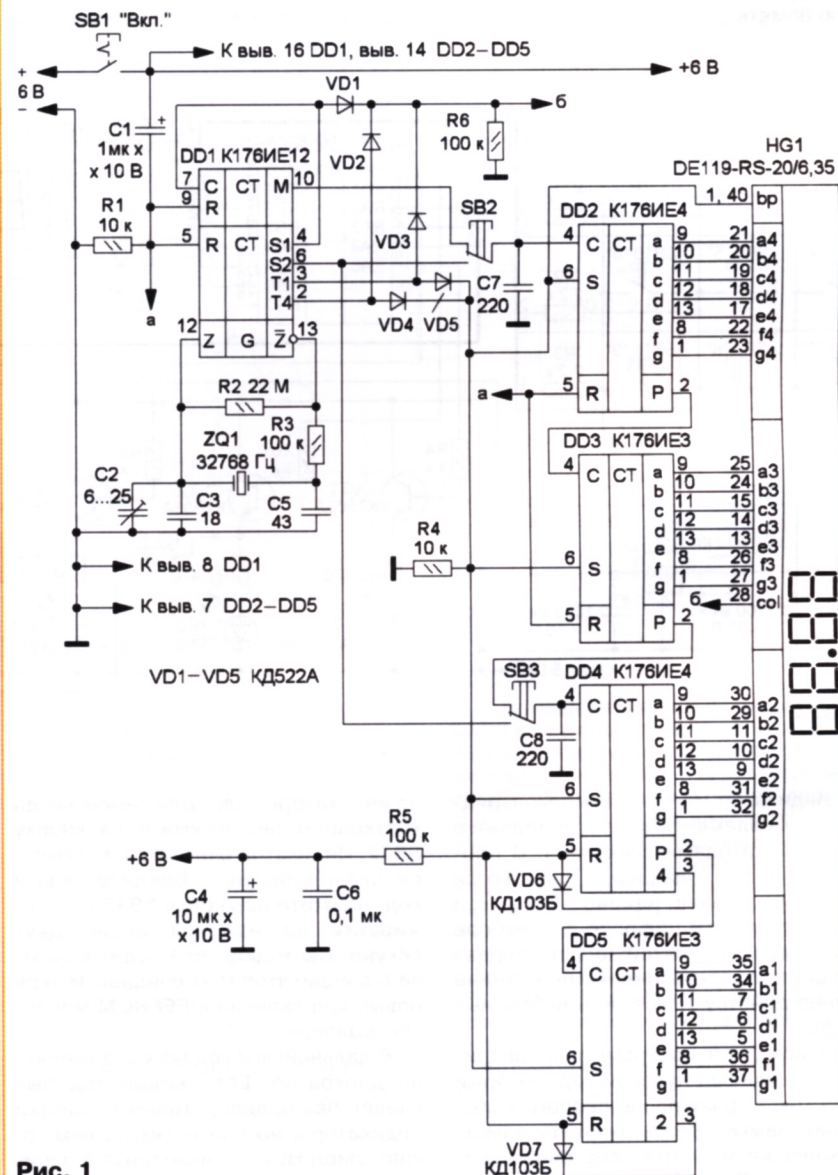 SB1 "Вкл."
К выв. 16 DD1, выв. 14 DD2–DD5
+
6 В
–
+6 В
VD1
б
R6
100 к
C1
1мк х
х 10 В
+
VD2
HG1
DE119-RS-20/6,35
DD1 К176ИЕ12
7 C CT M 10
9 R
5 R CT S1 4
S2 6
T1 3
T4 2
12 Z G Z̅ 13
R1
10 к
а
VD3
VD4
VD5
SB2
C7
220
DD2 К176ИЕ4
1, 40 bp
4 C CT a 9 21 a4
b 10 20 b4
6 S c 11 19 c4
d 12 18 d4
e 13 17 e4
f 8 22 f4
g 1 23 g4
а 5 R P 2
R2 22 М
R3
100 к
ZQ1
32768 Гц
C2
6...25
C3
18
C5
43
К выв. 8 DD1
К выв. 7 DD2–DD5
VD1–VD5 КД522А
R4
10 к
DD3 К176ИЕ3
4 C CT a 9 25 a3
b 10 24 b3
c 11 15 c3
d 12 14 d3
e 13 13 e3
6 S f 8 26 f3
g 1 27 g3
б 28 col
5 R P 2
88.88
SB3
C8
220
DD4 К176ИЕ4
4 C CT a 9 30 a2
b 10 29 b2
c 11 11 c2
d 12 10 d2
e 13 9 e2
6 S f 8 31 f2
g 1 32 g2
5 R P 2
4 3
+6 В
R5
100 к
C4
10 мк х
х 10 В
+
C6
0,1 мк
VD6
КД103Б
DD5 К176ИЕ3
4 C CT a 9 35 a1
b 10 34 b1
c 11 7 c1
d 12 6 d1
e 13 5 e1
6 S f 8 36 f1
g 1 37 g1
5 R 2 3
VD7
КД103Б
Рис. 1